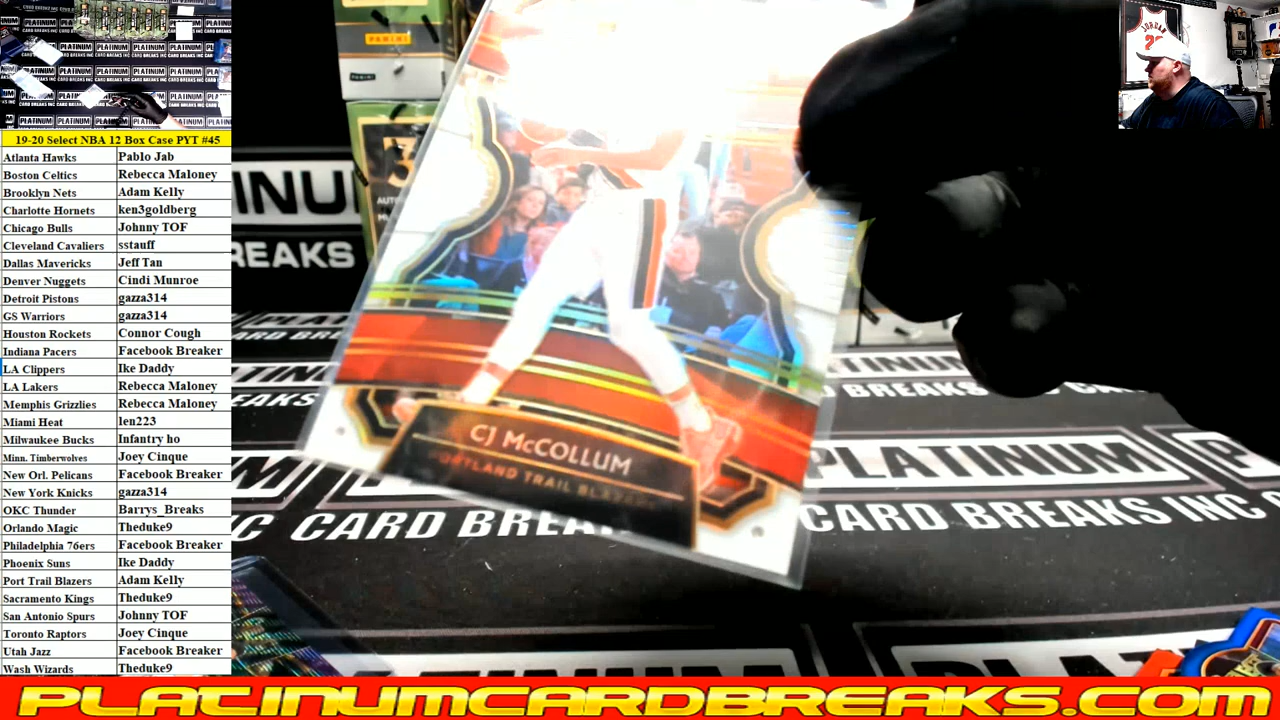 19-20 Select NBA 12 Box Case PYT #45
Atlanta Hawks Pablo Jab
Boston Celtics Rebecca Maloney
Brooklyn Nets Adam Kelly
Charlotte Hornets ken3goldberg
Chicago Bulls Johnny TOF
Cleveland Cavaliers sstauff
Dallas Mavericks Jeff Tan
Denver Nuggets Cindi Munroe
Detroit Pistons gazza314
GS Warriors gazza314
Houston Rockets Connor Cough
Indiana Pacers Facebook Breaker
LA Clippers Ike Daddy
LA Lakers Rebecca Maloney
Memphis Grizzlies Rebecca Maloney
Miami Heat len223
Milwaukee Bucks Infantry ho
Minn. Timberwolves Joey Cinque
New Orl. Pelicans Facebook Breaker
New York Knicks gazza314
OKC Thunder Barrys_Breaks
Orlando Magic Theduke9
Philadelphia 76ers Facebook Breaker
Phoenix Suns Ike Daddy
Port Trail Blazers Adam Kelly
Sacramento Kings Theduke9
San Antonio Spurs Johnny TOF
Toronto Raptors Joey Cinque
Utah Jazz Facebook Breaker
Wash Wizards Theduke9
PANINI
CJ McCOLLUM
PORTLAND TRAIL BLAZERS
PLATINUM
CARD BREAKS INC
JORDAN
PLATINUMCARDBREAKS.COM